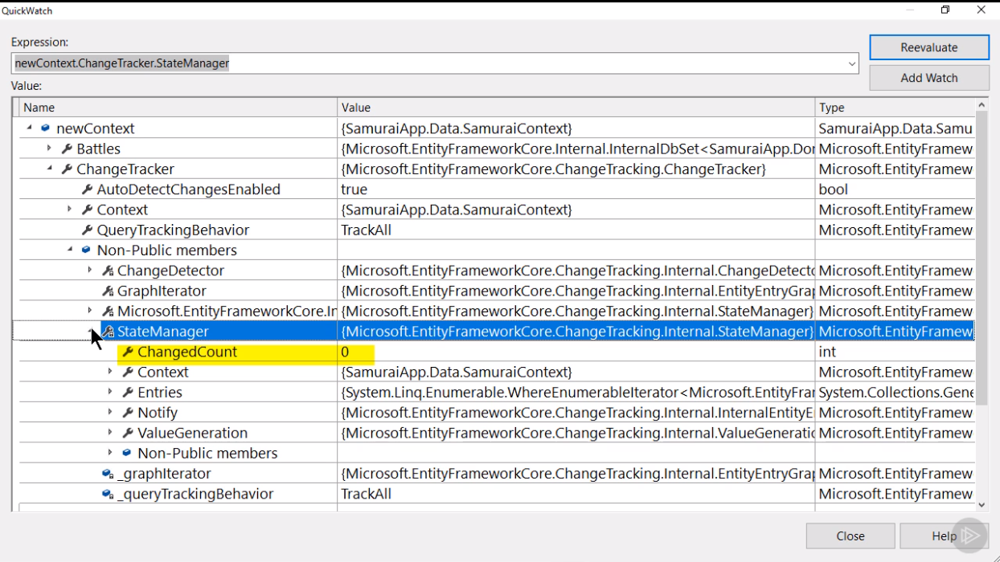 QuickWatch
Expression:
Reevaluate
newContext.ChangeTracker.StateManager
Add Watch
Value:
Name Value Type
newContext {SamuraiApp.Data.SamuraiContext} SamuraiApp.Data.Samu
Battles {Microsoft.EntityFrameworkCore.Internal.InternalDbSet<SamuraiApp.Dor Microsoft.EntityFramew
ChangeTracker {Microsoft.EntityFrameworkCore.ChangeTracking.ChangeTracker} Microsoft.EntityFramew
AutoDetectChangesEnabled true bool
Context {SamuraiApp.Data.SamuraiContext} Microsoft.EntityFramew
QueryTrackingBehavior TrackAll Microsoft.EntityFramew
Non-Public members
ChangeDetector {Microsoft.EntityFrameworkCore.ChangeTracking.Internal.ChangeDetecto Microsoft.EntityFramew
GraphIterator {Microsoft.EntityFrameworkCore.ChangeTracking.Internal.EntityEntryGrap Microsoft.EntityFramew
Microsoft.EntityFrameworkCore.In {Microsoft.EntityFrameworkCore.ChangeTracking.Internal.StateManager} Microsoft.EntityFramew
StateManager {Microsoft.EntityFrameworkCore.ChangeTracking.Internal.StateManager} Microsoft.EntityFramew
ChangedCount 0 int
Context {SamuraiApp.Data.SamuraiContext} Microsoft.EntityFramew
Entries {System.Linq.Enumerable.WhereEnumerableIterator<Microsoft.EntityFrar System.Collections.Gene
Notify {Microsoft.EntityFrameworkCore.ChangeTracking.Internal.InternalEntityE Microsoft.EntityFramew
ValueGeneration {Microsoft.EntityFrameworkCore.ChangeTracking.Internal.ValueGeneratic Microsoft.EntityFramew
Non-Public members
_graphIterator {Microsoft.EntityFrameworkCore.ChangeTracking.Internal.EntityEntryGrap Microsoft.EntityFramew
_queryTrackingBehavior TrackAll Microsoft.EntityFramew
Close Help